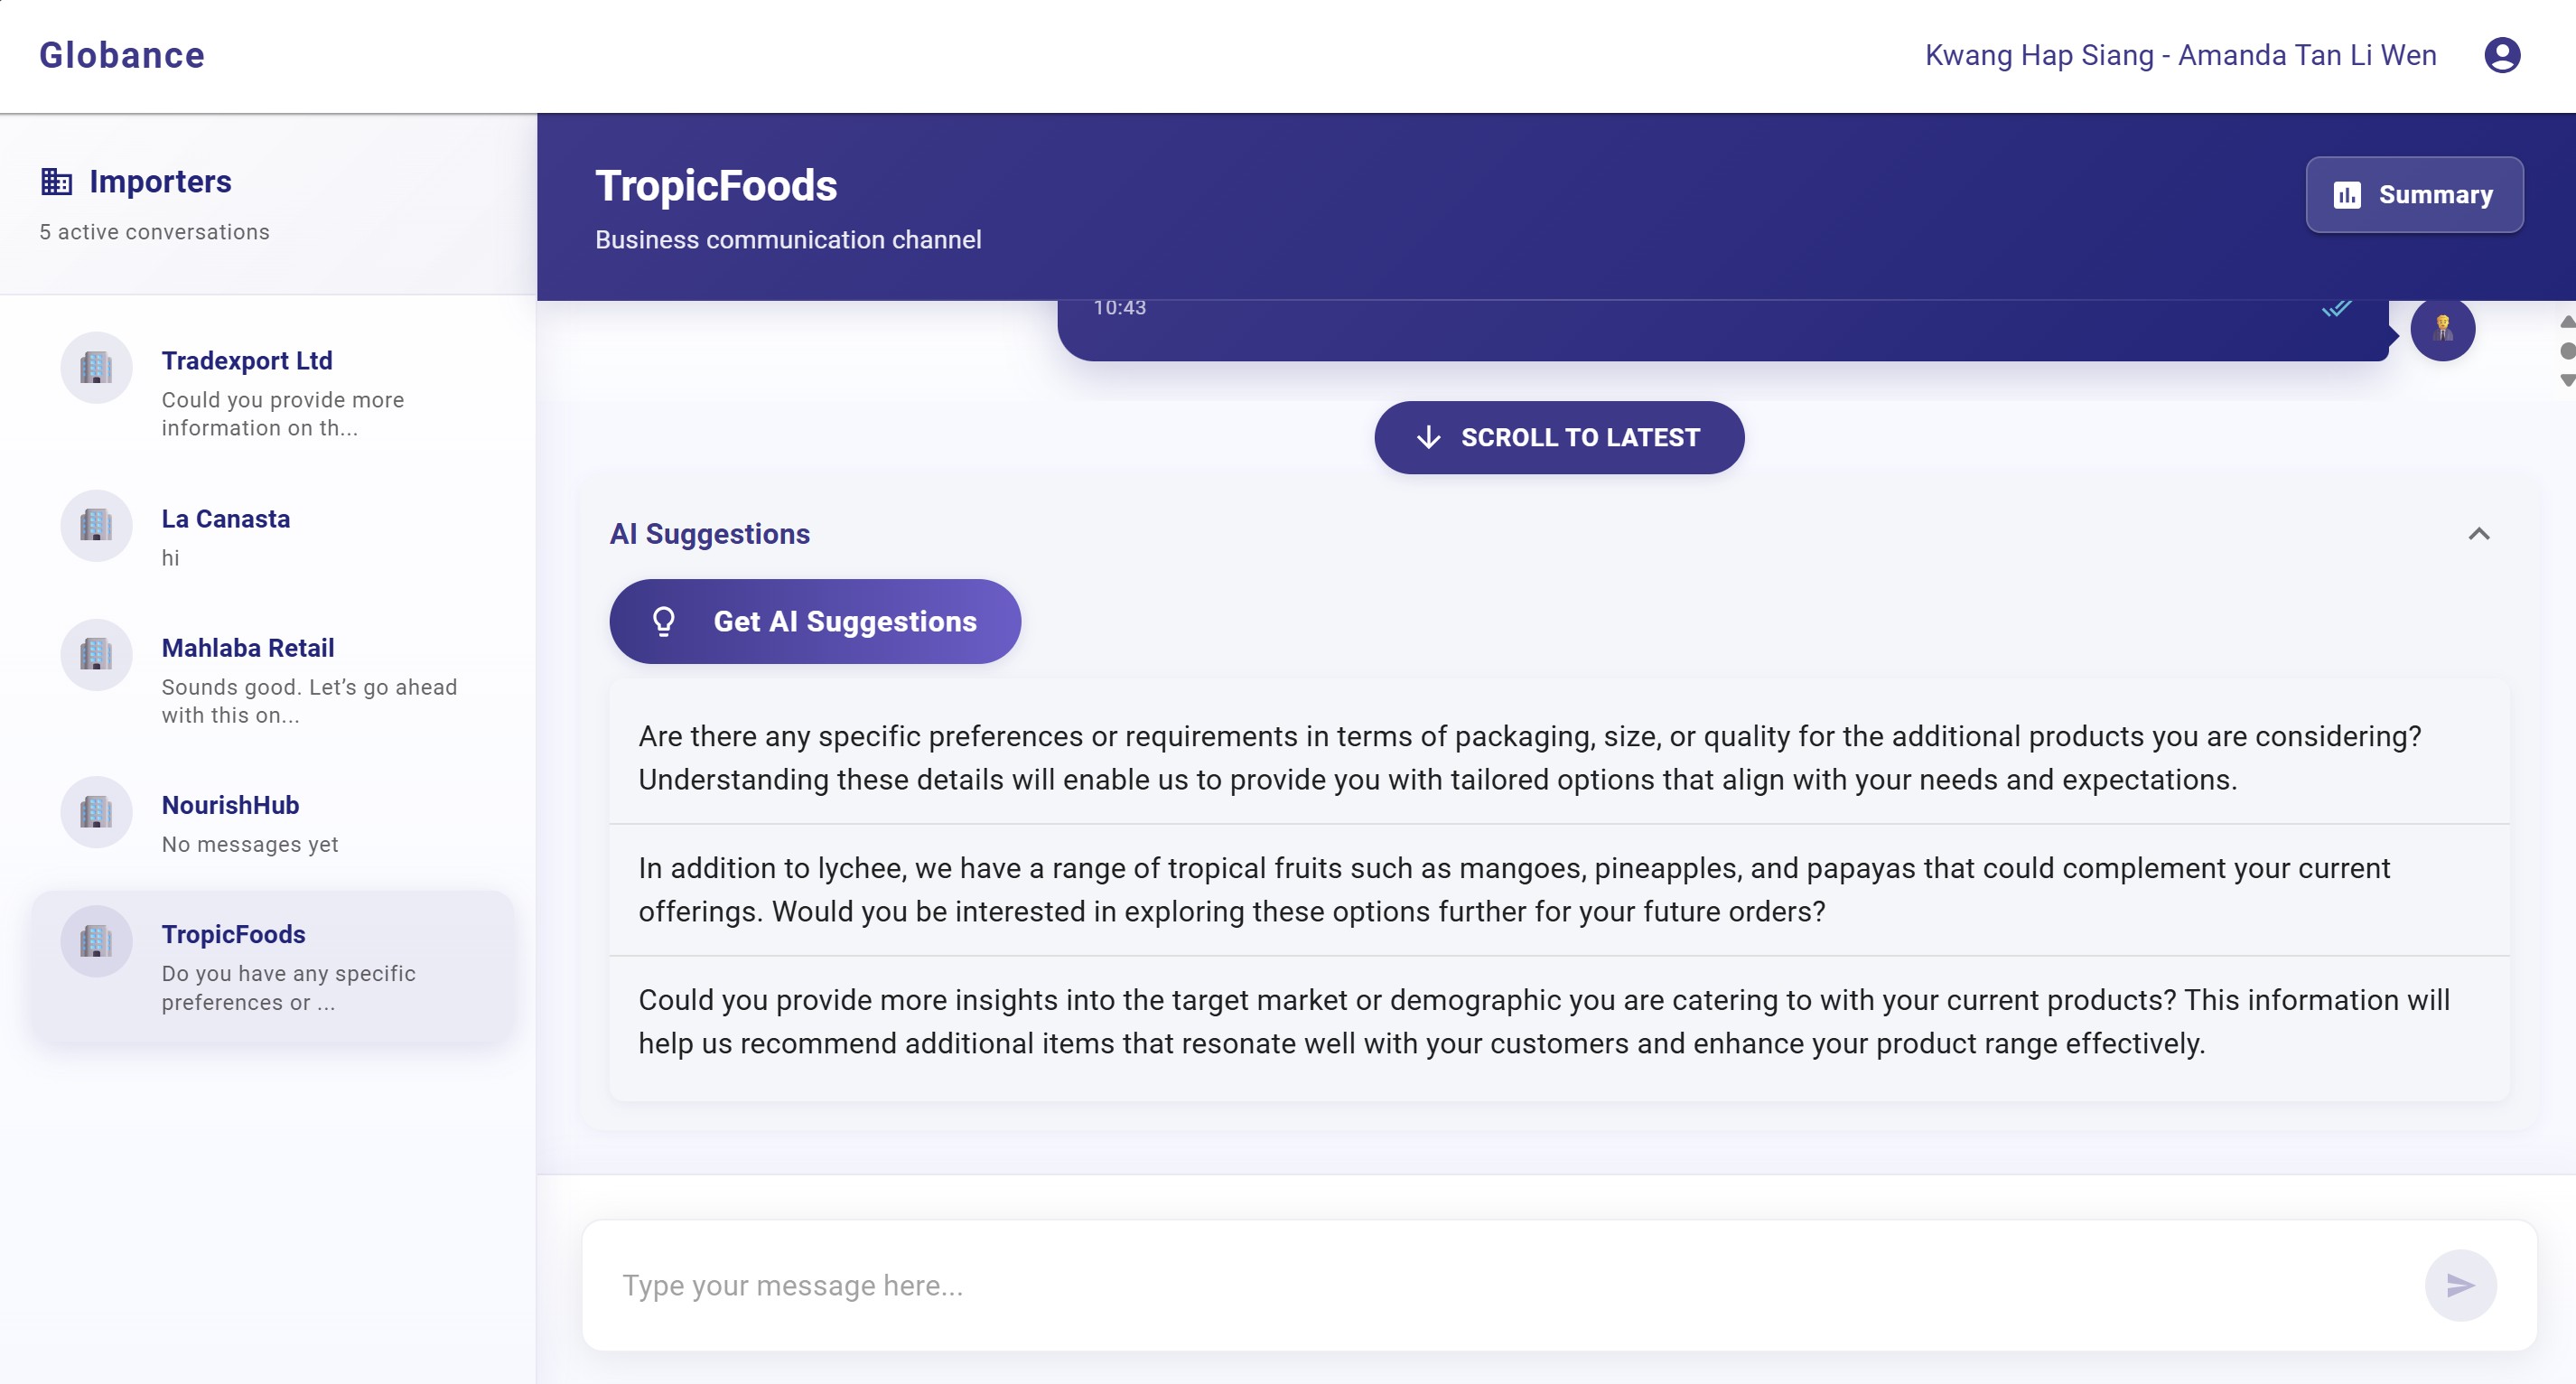 Globance
Kwang Hap Siang - Amanda Tan Li Wen
Importers
5 active conversations
Tradexport Ltd
Could you provide more
information on th...
La Canasta
hi
Mahlaba Retail
Sounds good. Let’s go ahead
with this on...
NourishHub
No messages yet
TropicFoods
Do you have any specific
preferences or ...
TropicFoods
Business communication channel
Summary
10:43
SCROLL TO LATEST
AI Suggestions
Get AI Suggestions
Are there any specific preferences or requirements in terms of packaging, size, or quality for the additional products you are considering?
Understanding these details will enable us to provide you with tailored options that align with your needs and expectations.
In addition to lychee, we have a range of tropical fruits such as mangoes, pineapples, and papayas that could complement your current
offerings. Would you be interested in exploring these options further for your future orders?
Could you provide more insights into the target market or demographic you are catering to with your current products? This information will
help us recommend additional items that resonate well with your customers and enhance your product range effectively.
Type your message here...